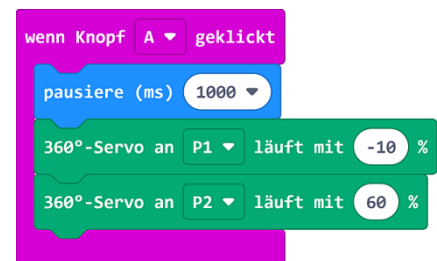 wenn Knopf A geklickt
pausiere (ms) 1000
360°-Servo an P1 läuft mit -10 %
360°-Servo an P2 läuft mit 60 %